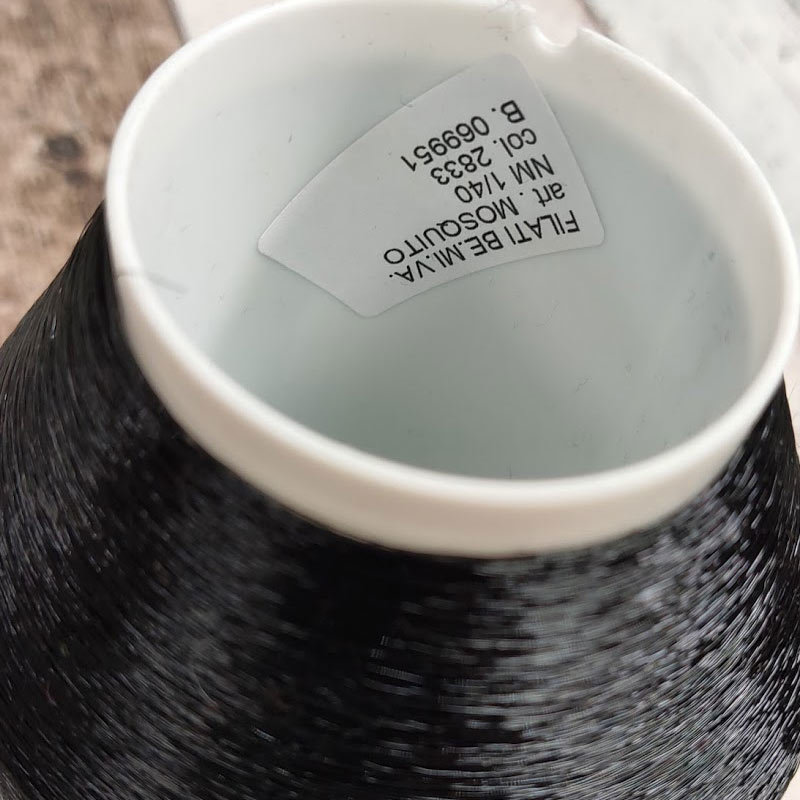 FILATI BE.MI.VA.
art. MOSQUITO
NM 1/40
col. 2833
B. 069951